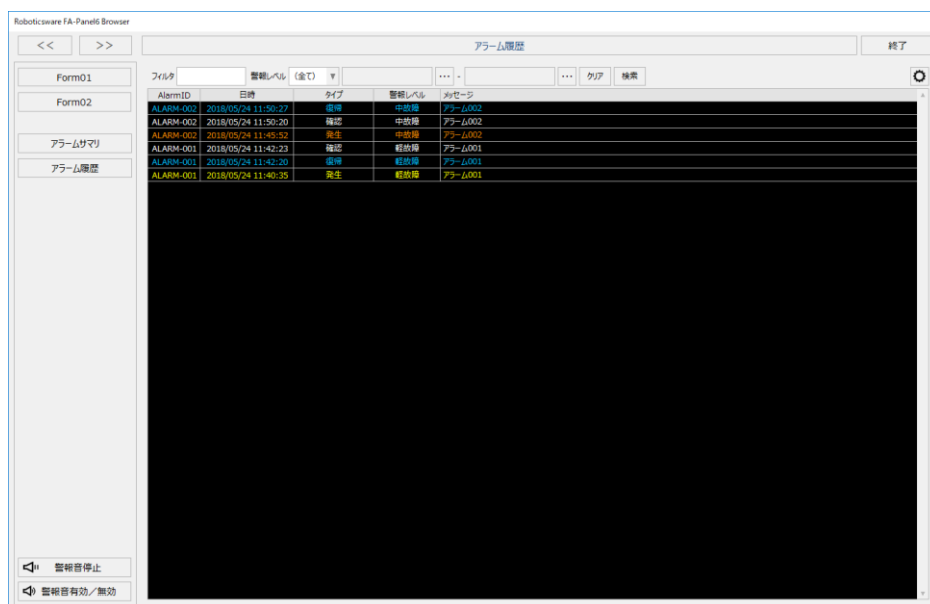 Roboticsware FA-Panel6 Browser
<< >> アラーム履歴 終了
Form01
Form02
アラームサマリ
アラーム履歴
フィルタ 警報レベル (全て) ▼ ... - ... クリア 検索
AlarmID 日時 タイプ 警報レベル メッセージ
ALARM-002 2018/05/24 11:50:27 復帰 中故障 アラーム002
ALARM-002 2018/05/24 11:50:20 確認 中故障 アラーム002
ALARM-002 2018/05/24 11:45:52 発生 中故障 アラーム002
ALARM-001 2018/05/24 11:42:23 確認 軽故障 アラーム001
ALARM-001 2018/05/24 11:42:20 復帰 軽故障 アラーム001
ALARM-001 2018/05/24 11:40:35 発生 軽故障 アラーム001
警報音停止
警報音有効/無効